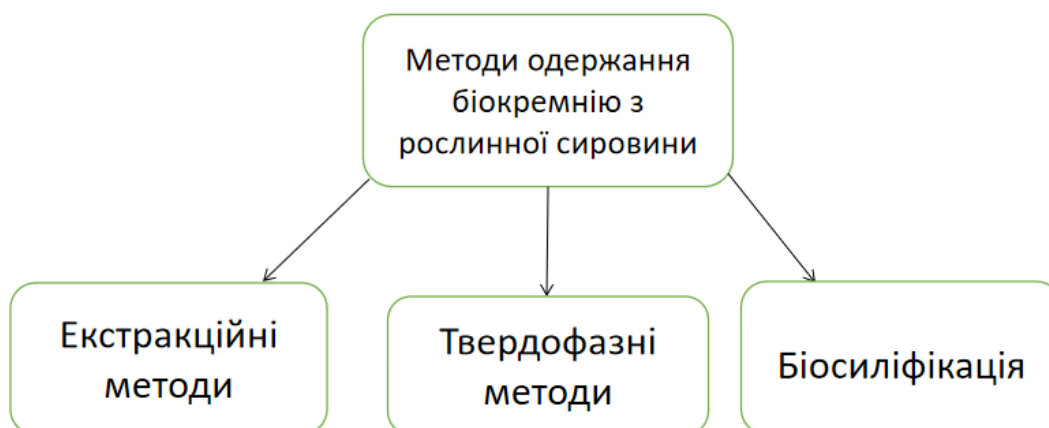 Методи одержання
біокремнію з
рослинної сировини
Екстракційні
методи
Твердофазні
методи
Біосиліфікація